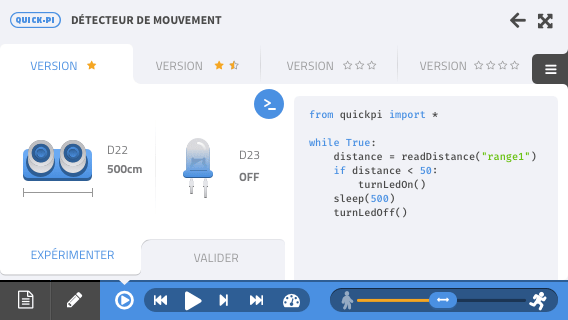 QUICK-PI DÉTECTEUR DE MOUVEMENT
VERSION VERSION VERSION VERSION
>_
D22
500cm
D23
OFF
from quickpi import *
while True:
    distance = readDistance("range1")
    if distance < 50:
        turnLedOn()
    sleep(500)
    turnLedOff()
EXPÉRIMENTER
VALIDER